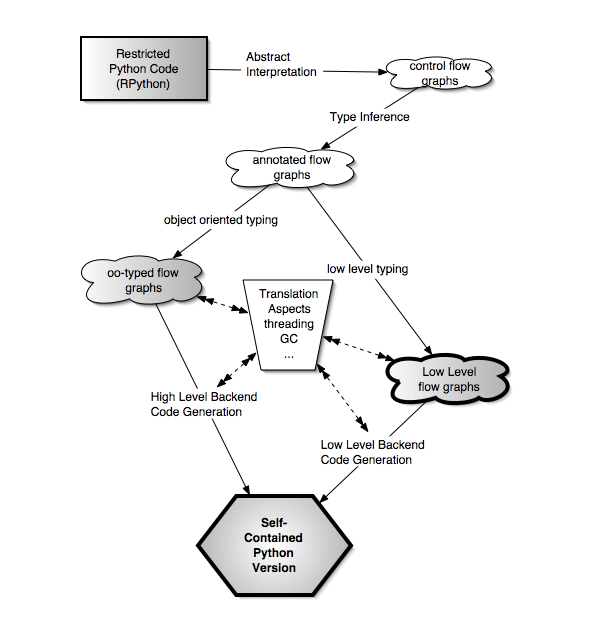 Restricted
Python Code
(RPython)
Abstract
Interpretation
control flow
graphs
Type Inference
annotated flow
graphs
object oriented typing
low level typing
oo-typed flow
graphs
Translation
Aspects
threading
GC
...
Low Level
flow graphs
High Level Backend
Code Generation
Low Level Backend
Code Generation
Self-
Contained
Python
Version